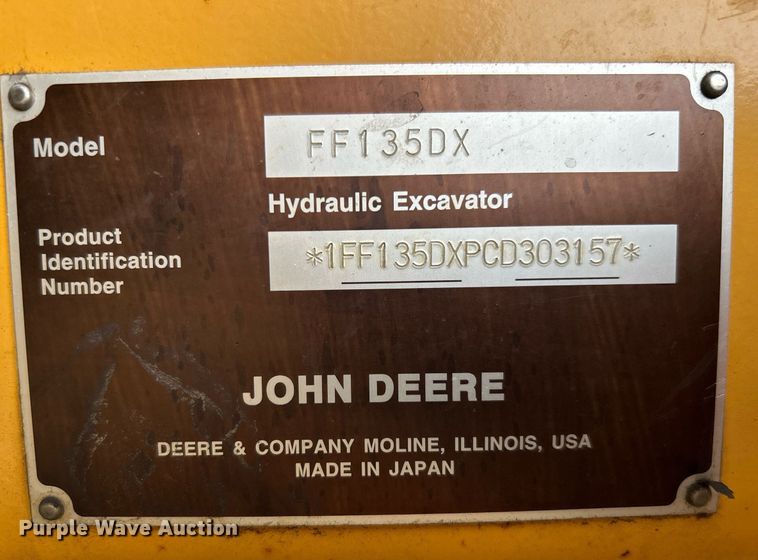 Model
FF135DX
Hydraulic Excavator
Product
Identification
Number
*1FF135DXPCD303157*
JOHN DEERE
DEERE & COMPANY MOLINE, ILLINOIS, USA
MADE IN JAPAN
Purple Wave Auction